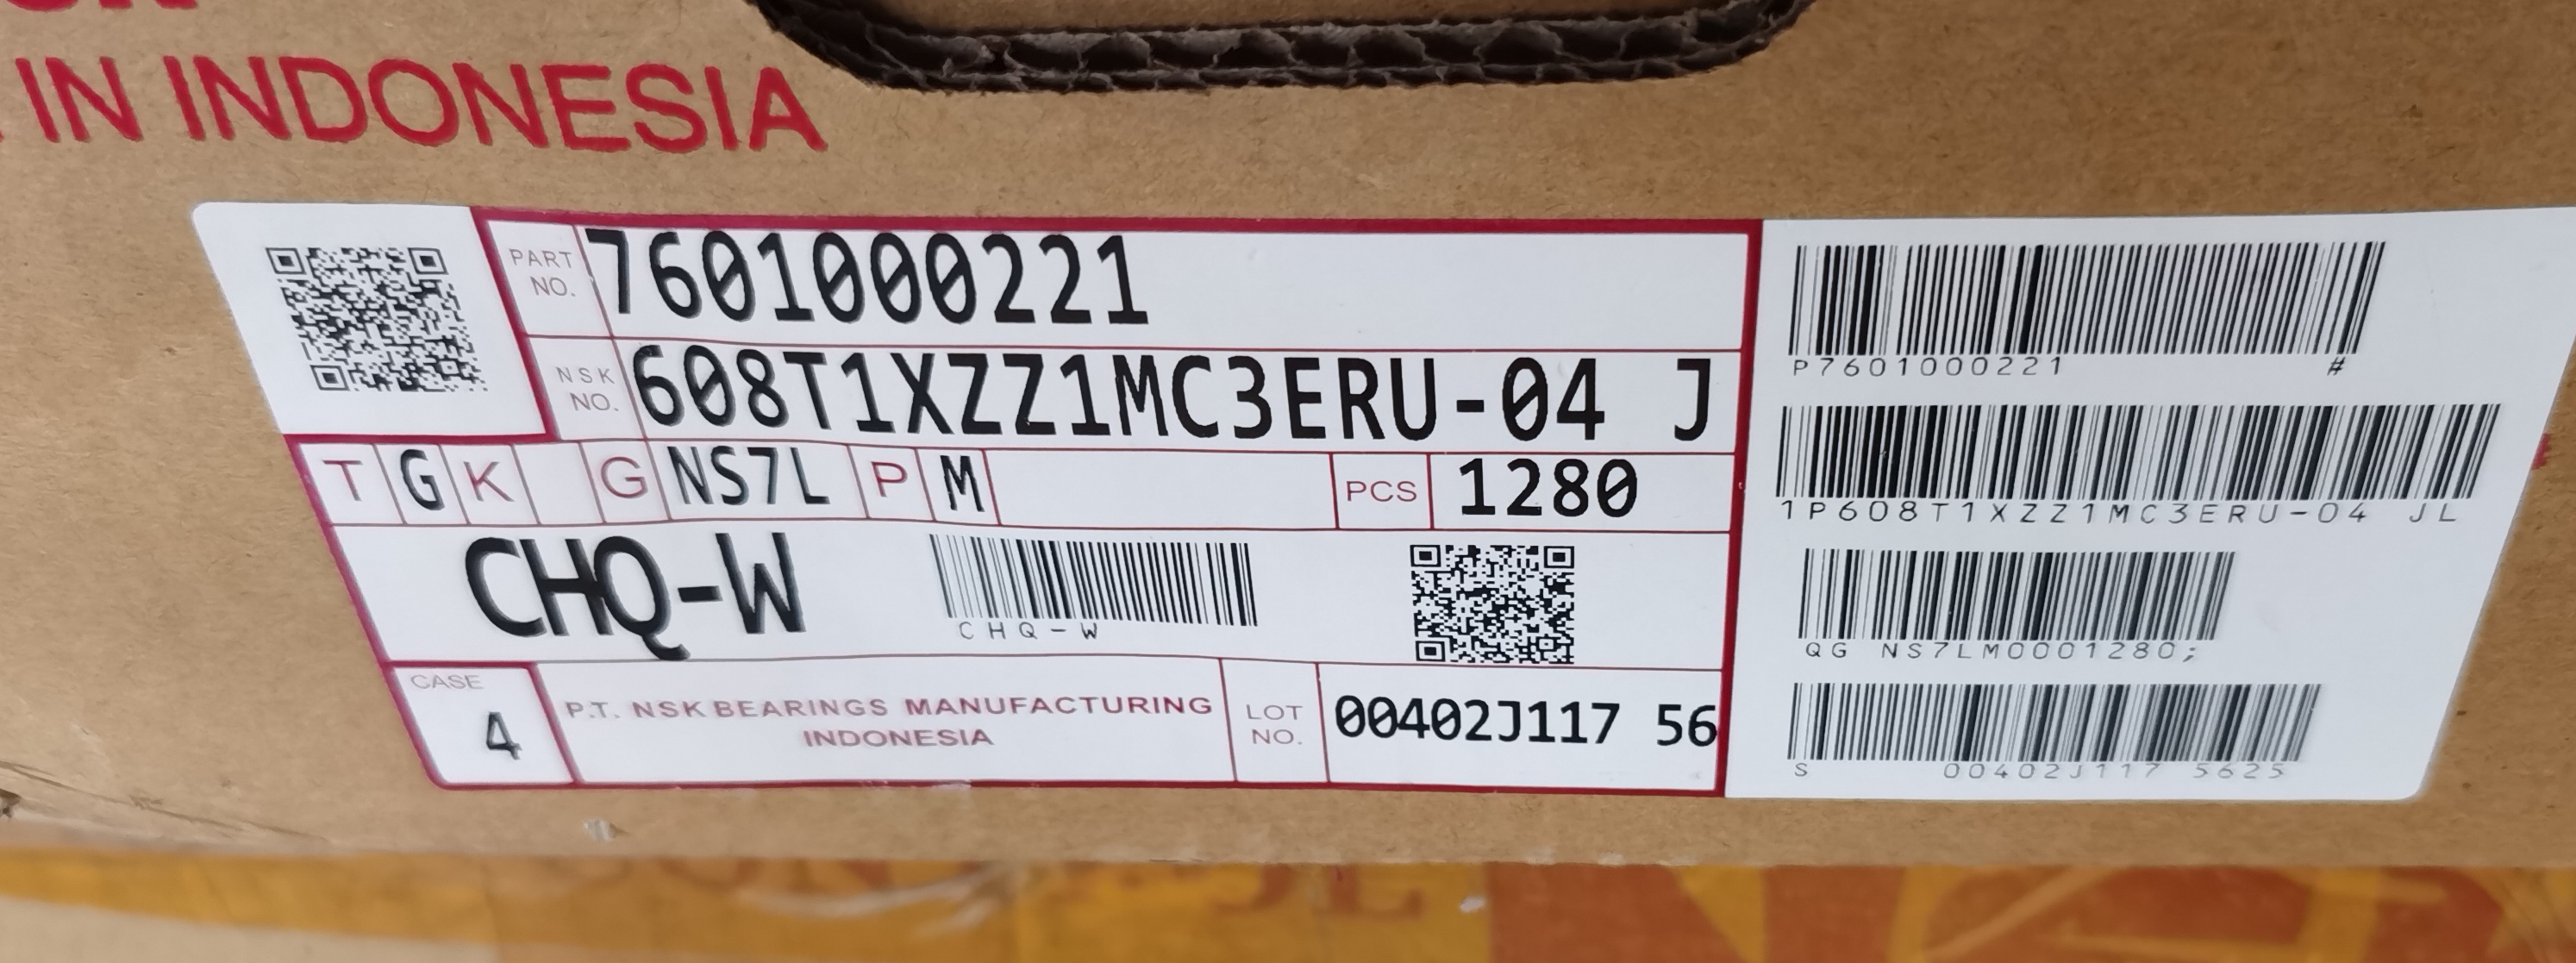 IN INDONESIA
PART NO. 7601000221
NSK NO. 608T1XZZ1MC3ERU-04 J
T G K G NS7L P M PCS 1280
CHQ-W
CHQ-W
CASE 4
P.T. NSK BEARINGS MANUFACTURING
INDONESIA
LOT NO. 00402J117 56
P7601000221 #
1P608T1XZZ1MC3ERU-04 JL
QG NS7LM0001280;
S 00402J117 5625